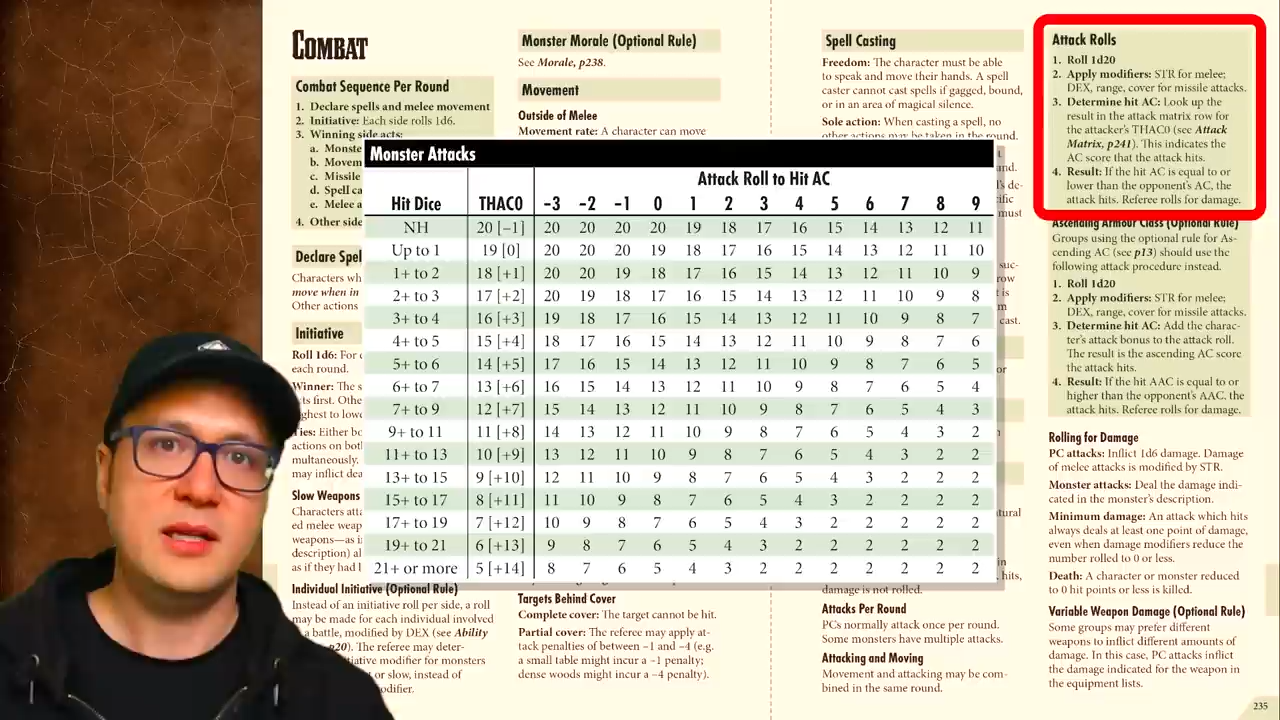 COMBAT
Combat Sequence Per Round
1. Declare spells and melee movement
2. Initiative: Each side rolls 1d6.
3. Winning side acts:
a. Monste
b. Movem
c. Missile
d. Spell ca
e. Melee a
4. Other side
Declare Spel
Characters wh
move when in
Other actions
Initiative
Roll 1d6: For
each round.
Winner: The s
ts first. Othe
ighest to lowe
Ties: Either bo
actions on both
multaneously.
may inflict dea
Slow Weapons
Characters atta
ed melee weap
weapons—as i
description) al
as if they had l
Individual Initiative (Optional Rule)
Instead of an initiative roll per side, a roll
may be made for each individual involved
a battle, modified by DEX (see Ability
p20). The referee may deter-
itiative modifier for monsters
t or slow, instead of
odifier.
Monster Morale (Optional Rule)
See Morale, p238.
Movement
Outside of Melee
Movement rate: A character can move
Monster Attacks
Attack Roll to Hit AC
Hit Dice THAC0 −3 −2 −1 0 1 2 3 4 5 6 7 8 9
NH 20 [−1] 20 20 20 20 19 18 17 16 15 14 13 12 11
Up to 1 19 [0] 20 20 20 19 18 17 16 15 14 13 12 11 10
1+ to 2 18 [+1] 20 20 19 18 17 16 15 14 13 12 11 10 9
2+ to 3 17 [+2] 20 19 18 17 16 15 14 13 12 11 10 9 8
3+ to 4 16 [+3] 19 18 17 16 15 14 13 12 11 10 9 8 7
4+ to 5 15 [+4] 18 17 16 15 14 13 12 11 10 9 8 7 6
5+ to 6 14 [+5] 17 16 15 14 13 12 11 10 9 8 7 6 5
6+ to 7 13 [+6] 16 15 14 13 12 11 10 9 8 7 6 5 4
7+ to 9 12 [+7] 15 14 13 12 11 10 9 8 7 6 5 4 3
9+ to 11 11 [+8] 14 13 12 11 10 9 8 7 6 5 4 3 2
11+ to 13 10 [+9] 13 12 11 10 9 8 7 6 5 4 3 2 2
13+ to 15 9 [+10] 12 11 10 9 8 7 6 5 4 3 2 2 2
15+ to 17 8 [+11] 11 10 9 8 7 6 5 4 3 2 2 2 2
17+ to 19 7 [+12] 10 9 8 7 6 5 4 3 2 2 2 2 2
19+ to 21 6 [+13] 9 8 7 6 5 4 3 2 2 2 2 2 2
21+ or more 5 [+14] 8 7 6 5 4 3 2 2 2 2 2 2 2
Targets Behind Cover
Complete cover: The target cannot be hit.
Partial cover: The referee may apply at-
tack penalties of between −1 and −4 (e.g.
a small table might incur a −1 penalty;
dense woods might incur a −4 penalty).
Spell Casting
Freedom: The character must be able
to speak and move their hands. A spell
caster cannot cast spells if gagged, bound,
or in an area of magical silence.
Sole action: When casting a spell, no
other actions may be taken in the round.
damage is not rolled.
Attacks Per Round
PCs normally attack once per round.
Some monsters have multiple attacks.
Attacking and Moving
Movement and attacking may be com-
bined in the same round.
Attack Rolls
1. Roll 1d20
2. Apply modifiers: STR for melee;
DEX, range, cover for missile attacks.
3. Determine hit AC: Look up the
result in the attack matrix row for
the attacker's THAC0 (see Attack
Matrix, p241). This indicates the
AC score that the attack hits.
4. Result: If the hit AC is equal to or
lower than the opponent's AC, the
attack hits. Referee rolls for damage.
Ascending Armour Class (Optional Rule)
Groups using the optional rule for As-
cending AC (see p13) should use the
following attack procedure instead.
1. Roll 1d20
2. Apply modifiers: STR for melee;
DEX, range, cover for missile attacks.
3. Determine hit AC: Add the charac-
ter's attack bonus to the attack roll.
The result is the ascending AC score
the attack hits.
4. Result: If the hit AAC is equal to or
higher than the opponent's AAC, the
attack hits. Referee rolls for damage.
Rolling for Damage
PC attacks: Inflict 1d6 damage. Damage
of melee attacks is modified by STR.
Monster attacks: Deal the damage indi-
cated in the monster's description.
Minimum damage: An attack which hits
always deals at least one point of damage,
even when damage modifiers reduce the
number rolled to 0 or less.
Death: A character or monster reduced
to 0 hit points or less is killed.
Variable Weapon Damage (Optional Rule)
Some groups may prefer different
weapons to inflict different amounts of
damage. In this case, PC attacks inflict
the damage indicated for the weapon in
the equipment lists.
235